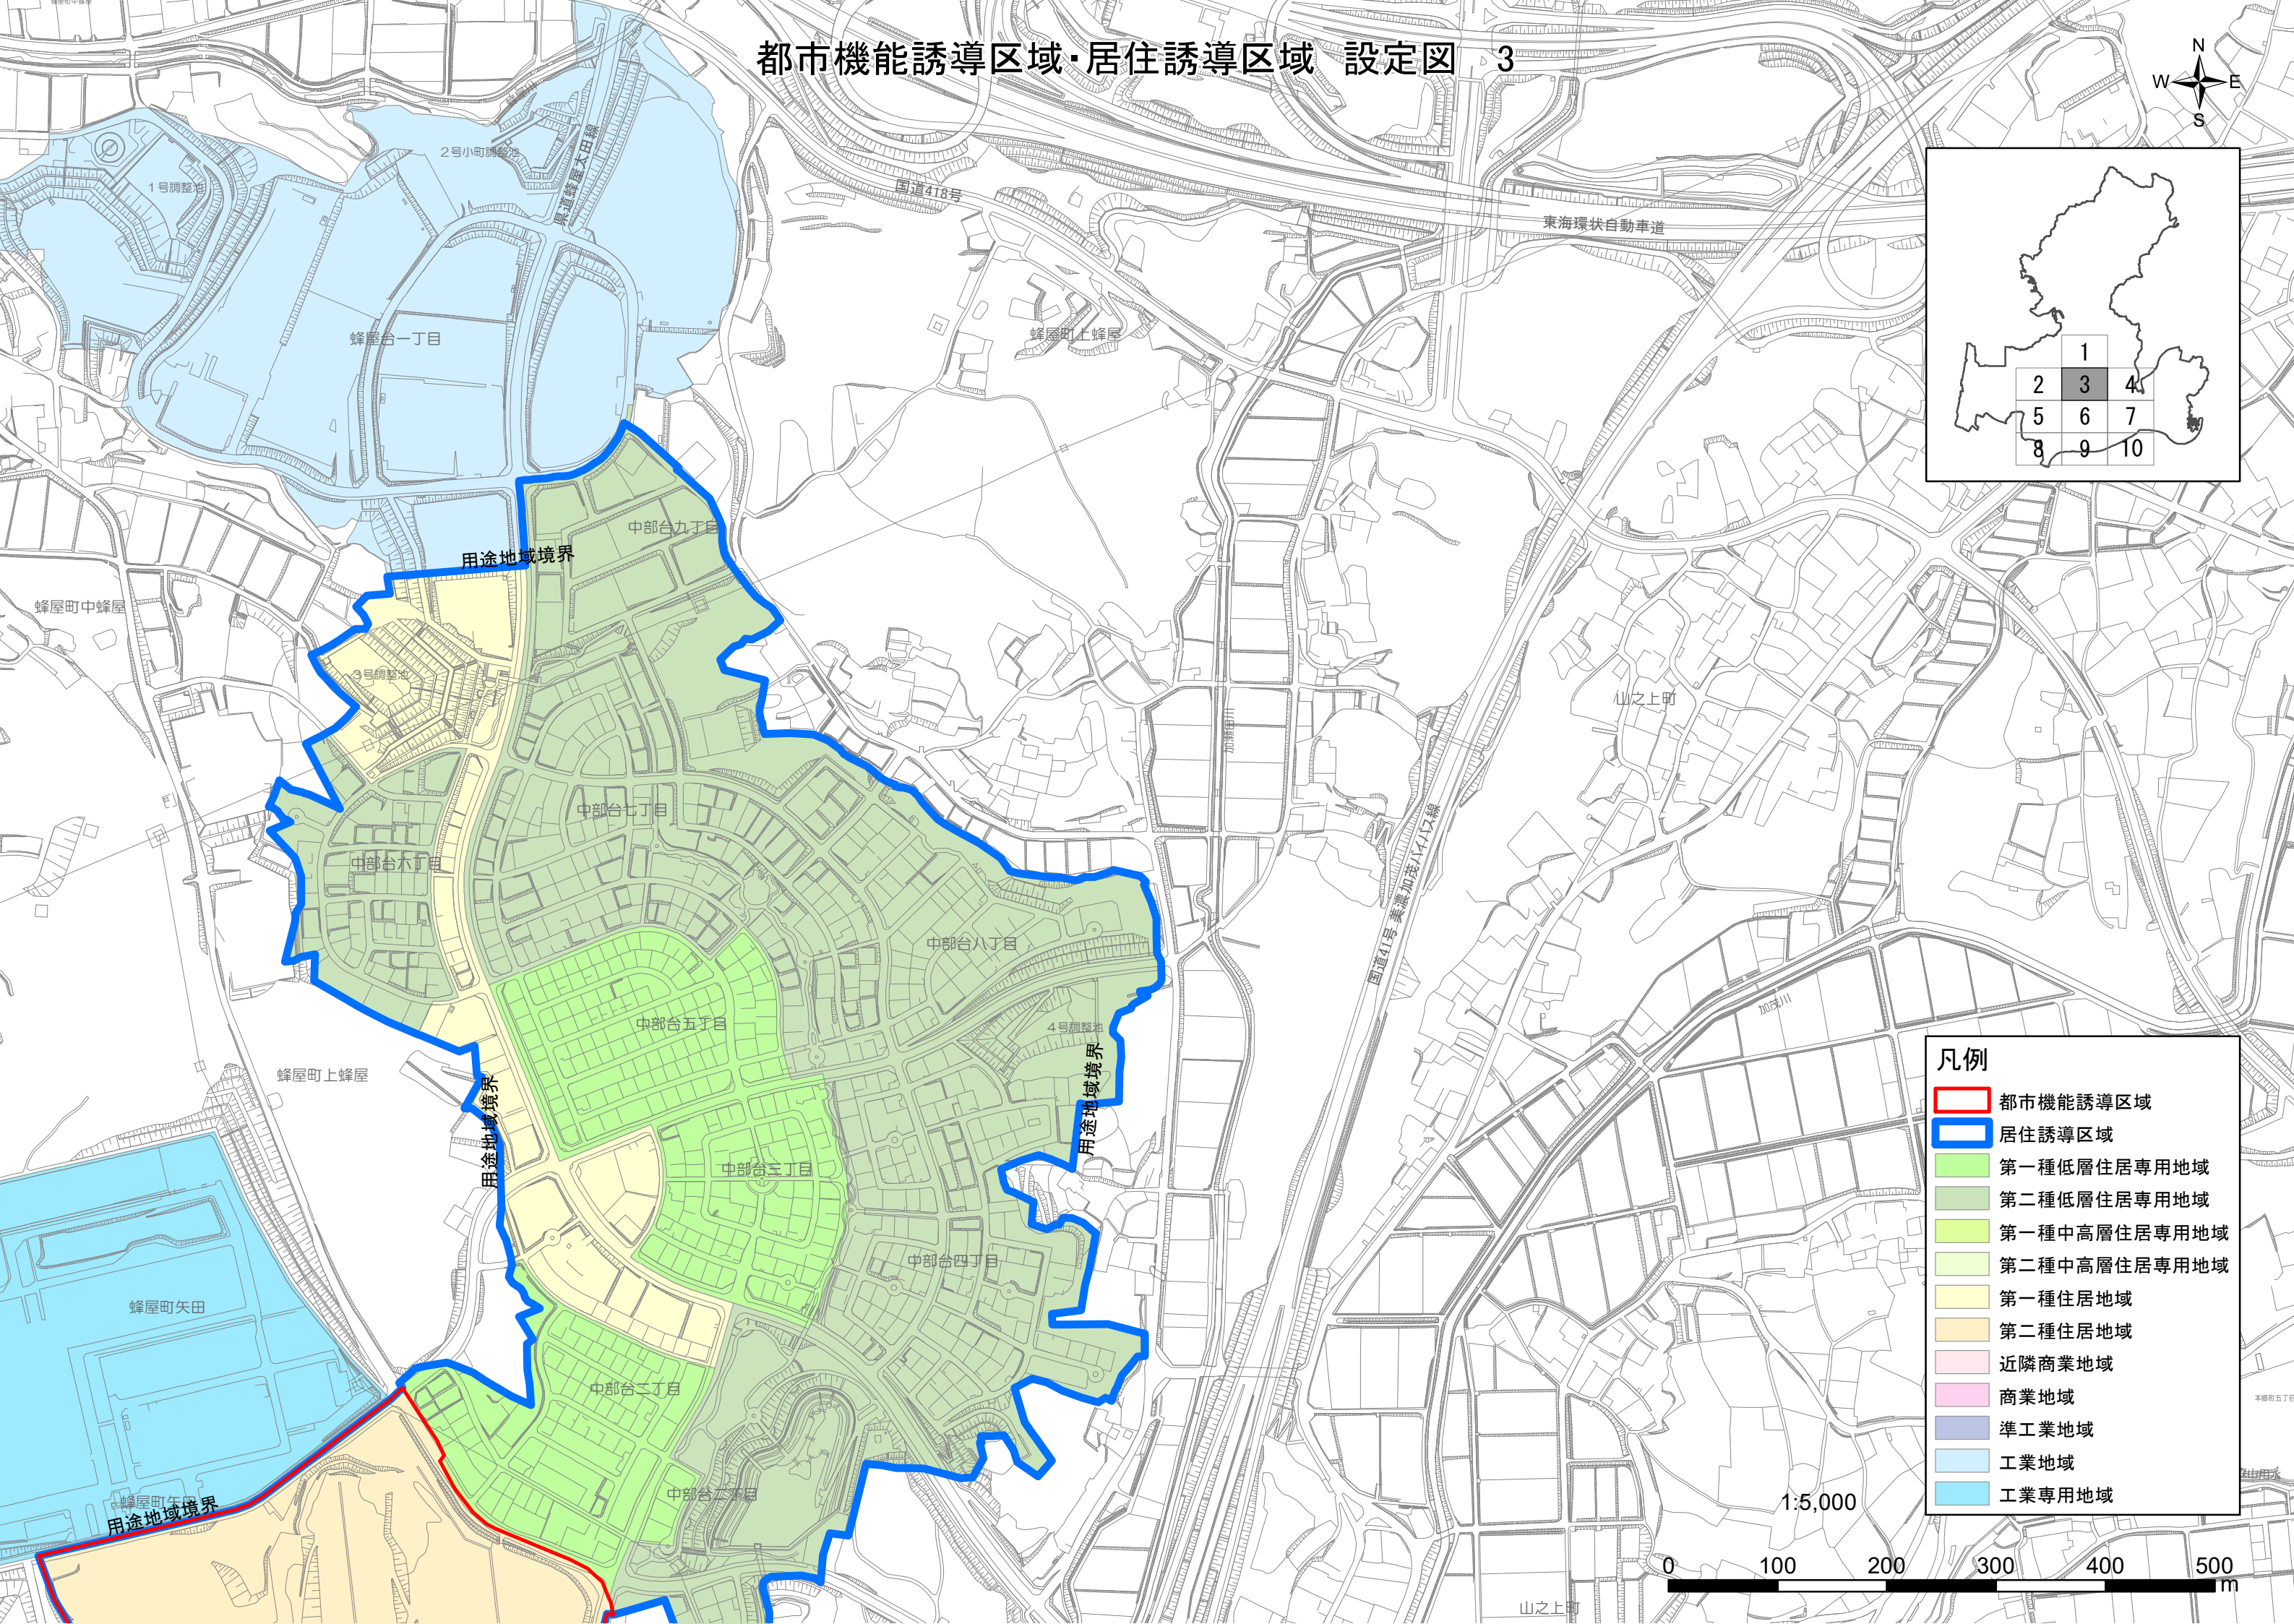 都市機能誘導区域・居住誘導区域　設定図　3
N
W E
S
蜂屋町中蜂屋
2号小町調整池
県道蜂屋太田線
1号調整池
国道418号
東海環状自動車道
蜂屋台一丁目
蜂屋町上蜂屋
1
2 3 4
5 6 7
8 9 10
中部台九丁目
用途地域境界
蜂屋町中蜂屋
3号調整池
山之上町
加瀬田川
中部台七丁目
国道41号 美濃加茂バイパス線
中部台六丁目
中部台八丁目
加茂川
中部台五丁目
4号調整池
用途地域境界
蜂屋町上蜂屋
用途地域境界
中部台三丁目
中部台四丁目
蜂屋町矢田
中部台二丁目
中部台二丁目
蜂屋町矢田
用途地域境界
本郷町五丁目
凡例
都市機能誘導区域
居住誘導区域
第一種低層住居専用地域
第二種低層住居専用地域
第一種中高層住居専用地域
第二種中高層住居専用地域
第一種住居地域
第二種住居地域
近隣商業地域
商業地域
準工業地域
工業地域
工業専用地域
1:5,000
0 100 200 300 400 500
m
山之上町